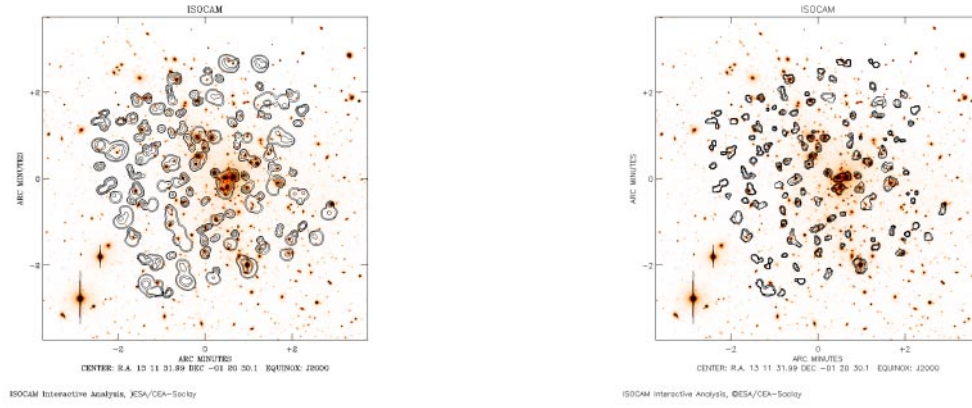 ISOCAM
+2
0
−2
ARC MINUTES
−2
0
+2
ARC MINUTES
CENTER: R.A. 13 11 31.99 DEC −01 20 30.1 EQUINOX: J2000
ISOCAM Interactive Analysis, )ESA/CEA-Saclay
ISOCAM
+2
0
−2
ARC MINUTES
−2
0
+2
ARC MINUTES
CENTER: R.A. 13 11 31.99 DEC −01 20 30.1 EQUINOX: J2000
ISOCAM Interactive Analysis, ©ESA/CEA-Saclay